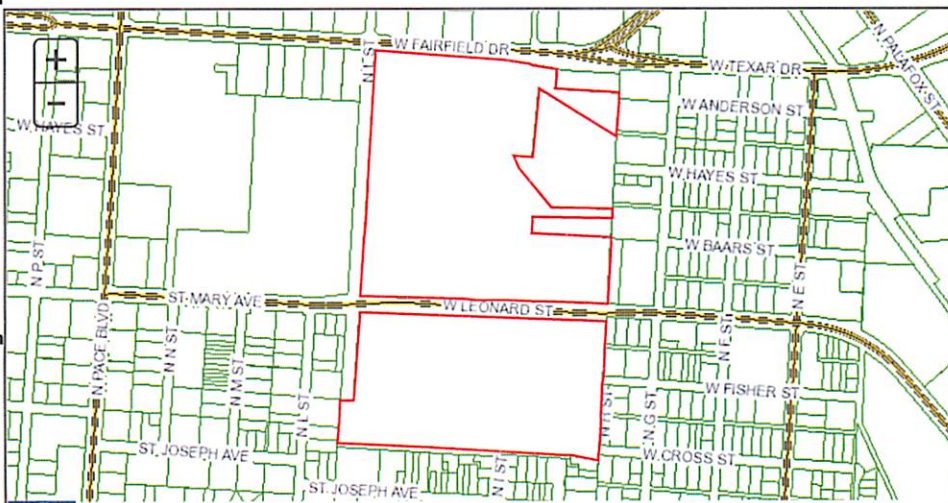 W FAIRFIELD DR
N L ST
N PALAFOX ST
W TEXAR DR
+
−
W HAYES ST
W ANDERSON ST
W HAYES ST
N P ST
W BAARS ST
N E ST
ST. MARY AVE
W LEONARD ST
N PACE BLVD
N N ST
N M ST
N F ST
W FISHER ST
N L ST
N H ST
N G ST
ST. JOSEPH AVE
W CROSS ST
N I ST
ST. JOSEPH AVE